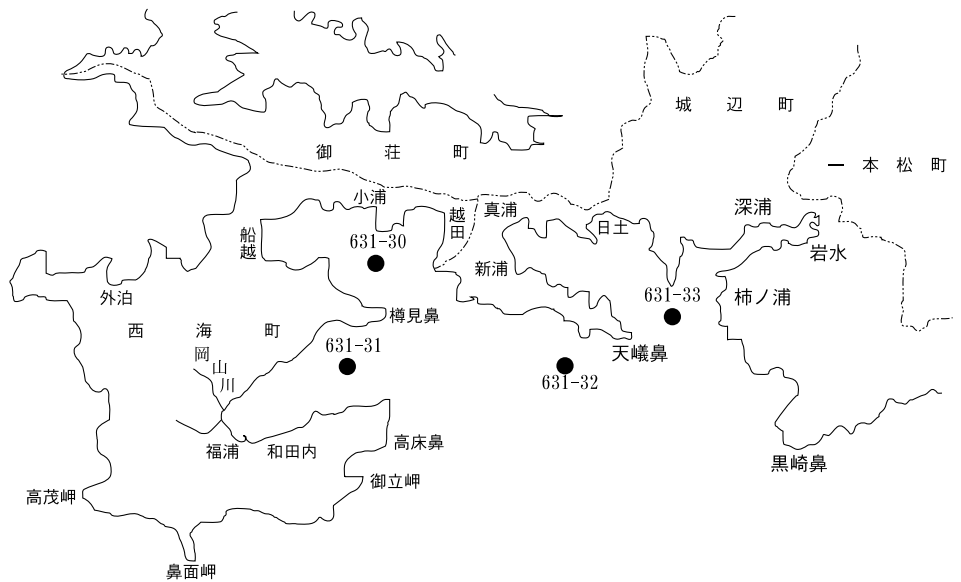 城辺町
一本松町
御荘町
小浦
越田
真浦
深浦
日土
船越
631-30
岩水
新浦
外泊
631-33
柿ノ浦
樽見鼻
西海町
631-31
天嶬鼻
岡山川
631-32
福浦
和田内
高床鼻
黒崎鼻
御立岬
高茂岬
鼻面岬